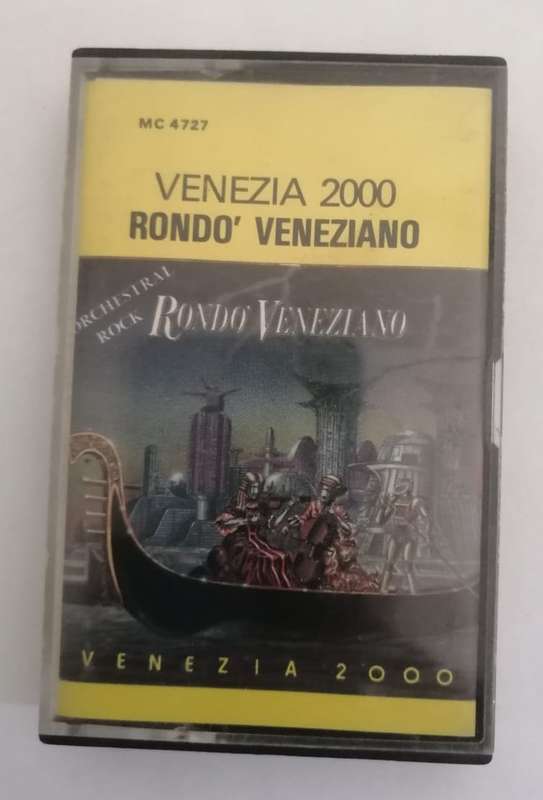 MC 4727
VENEZIA 2000
RONDO' VENEZIANO
ORCHESTRAL
ROCK
RONDO' VENEZIANO
VENEZIA 2000